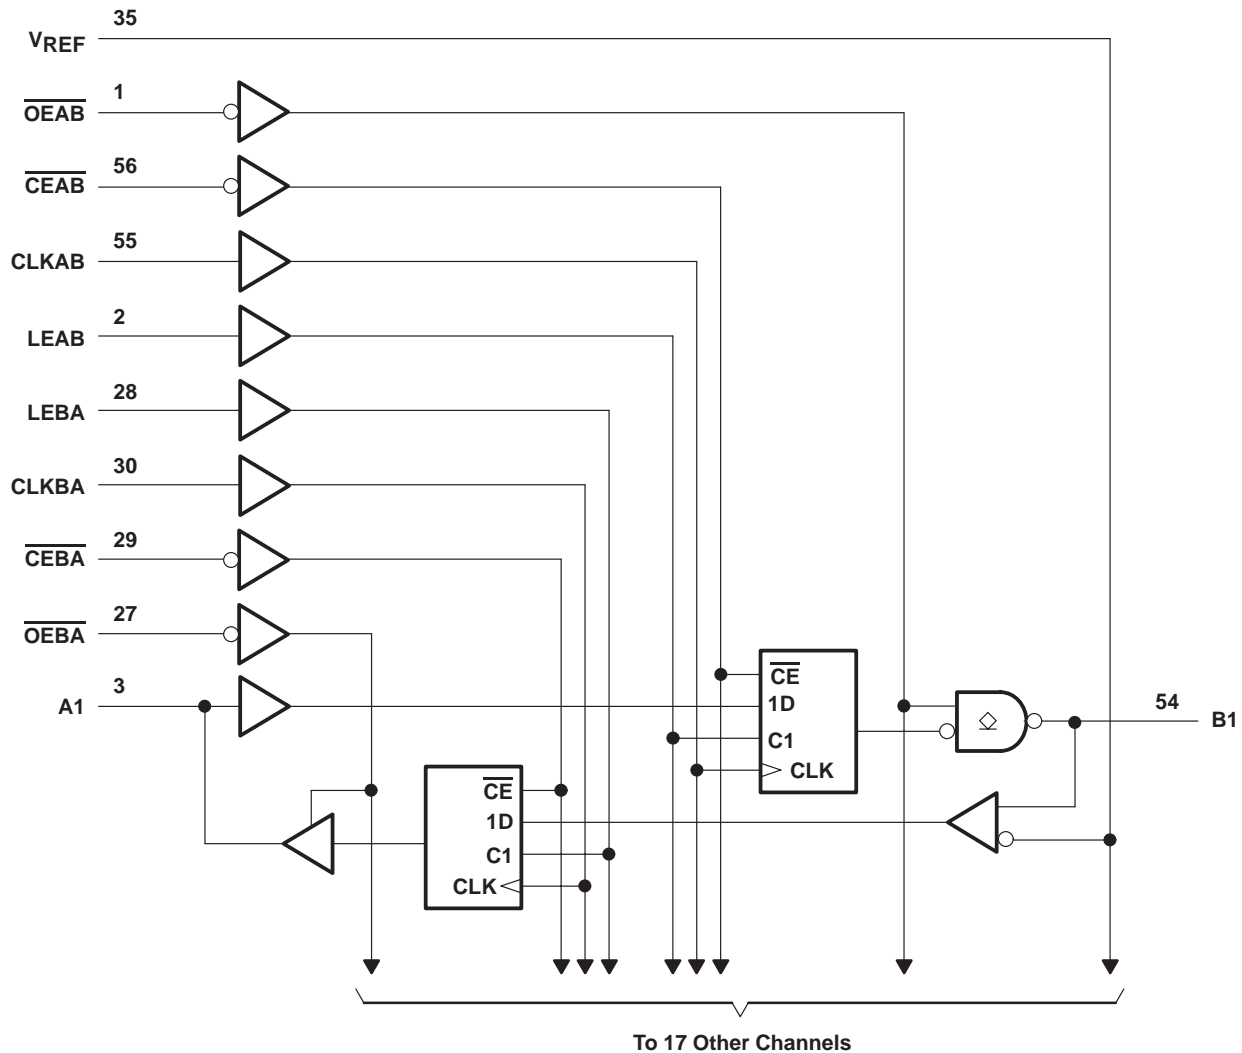 35
VREF
1
OEAB
56
CEAB
55
CLKAB
2
LEAB
28
LEBA
30
CLKBA
29
CEBA
27
OEBA
3
A1
CE
1D
C1
CLK
54
B1
CE
1D
C1
CLK
To 17 Other Channels